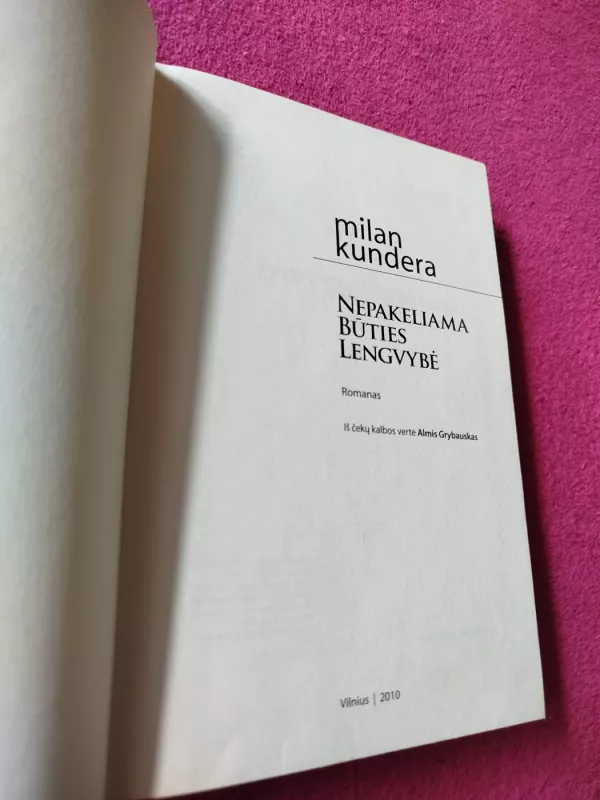 milan
kundera
NEPAKELIAMA
BŪTIES
LENGVYBĖ
Romanas
Iš čekų kalbos vertė Almis Grybauskas
Vilnius | 2010